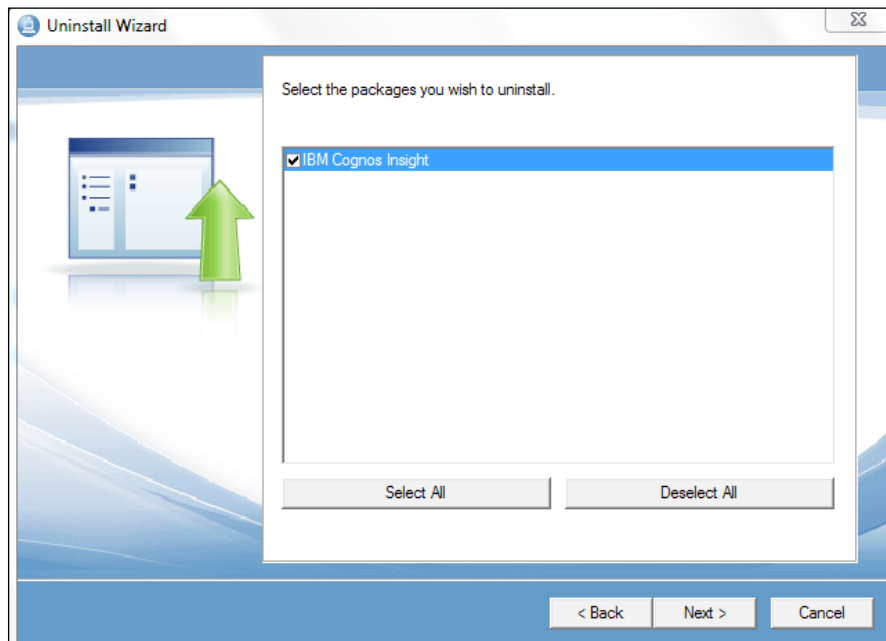 Uninstall Wizard
Select the packages you wish to uninstall.
IBM Cognos Insight
Select All
Deselect All
< Back
Next >
Cancel